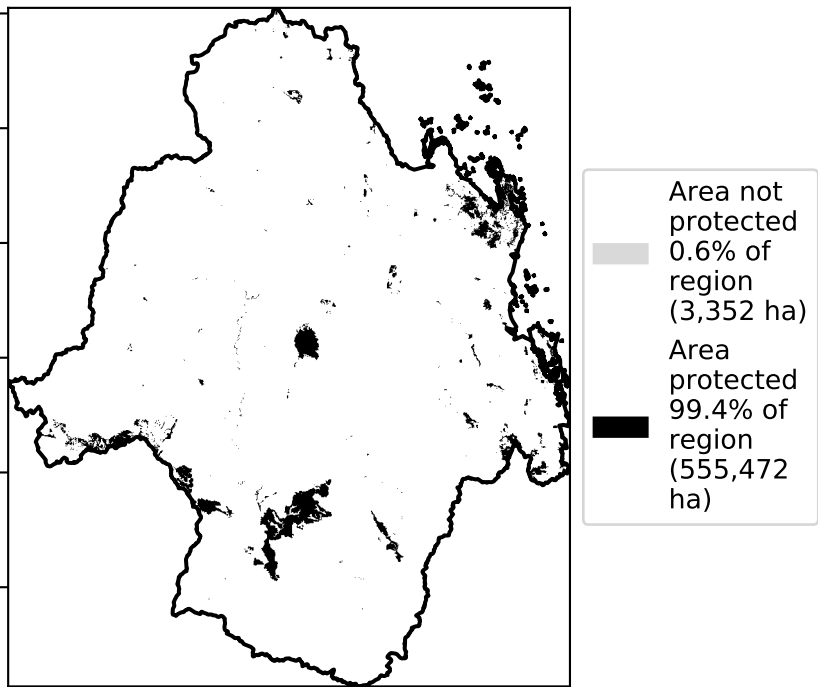 Area not
protected
0.6% of
region
(3,352 ha)
Area
protected
99.4% of
region
(555,472
ha)